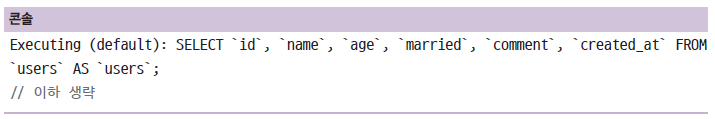 콘솔
Executing (default): SELECT `id`, `name`, `age`, `married`, `comment`, `created_at` FROM
`users` AS `users`;
// 이하 생략